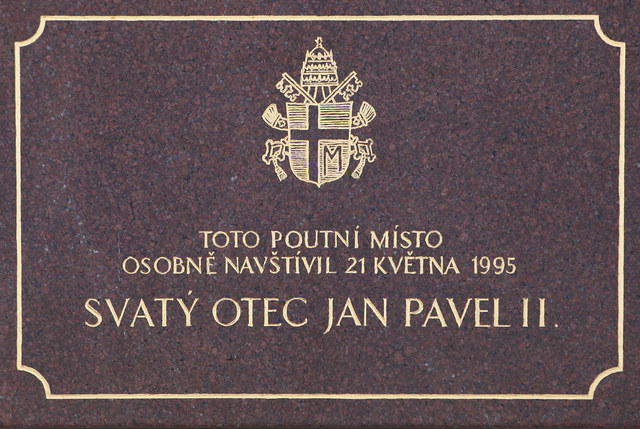 M
TOTO POUTNÍ MÍSTO
OSOBNĚ NAVŠTÍVIL 21 KVĚTNA 1995
SVATÝ OTEC JAN PAVEL II.